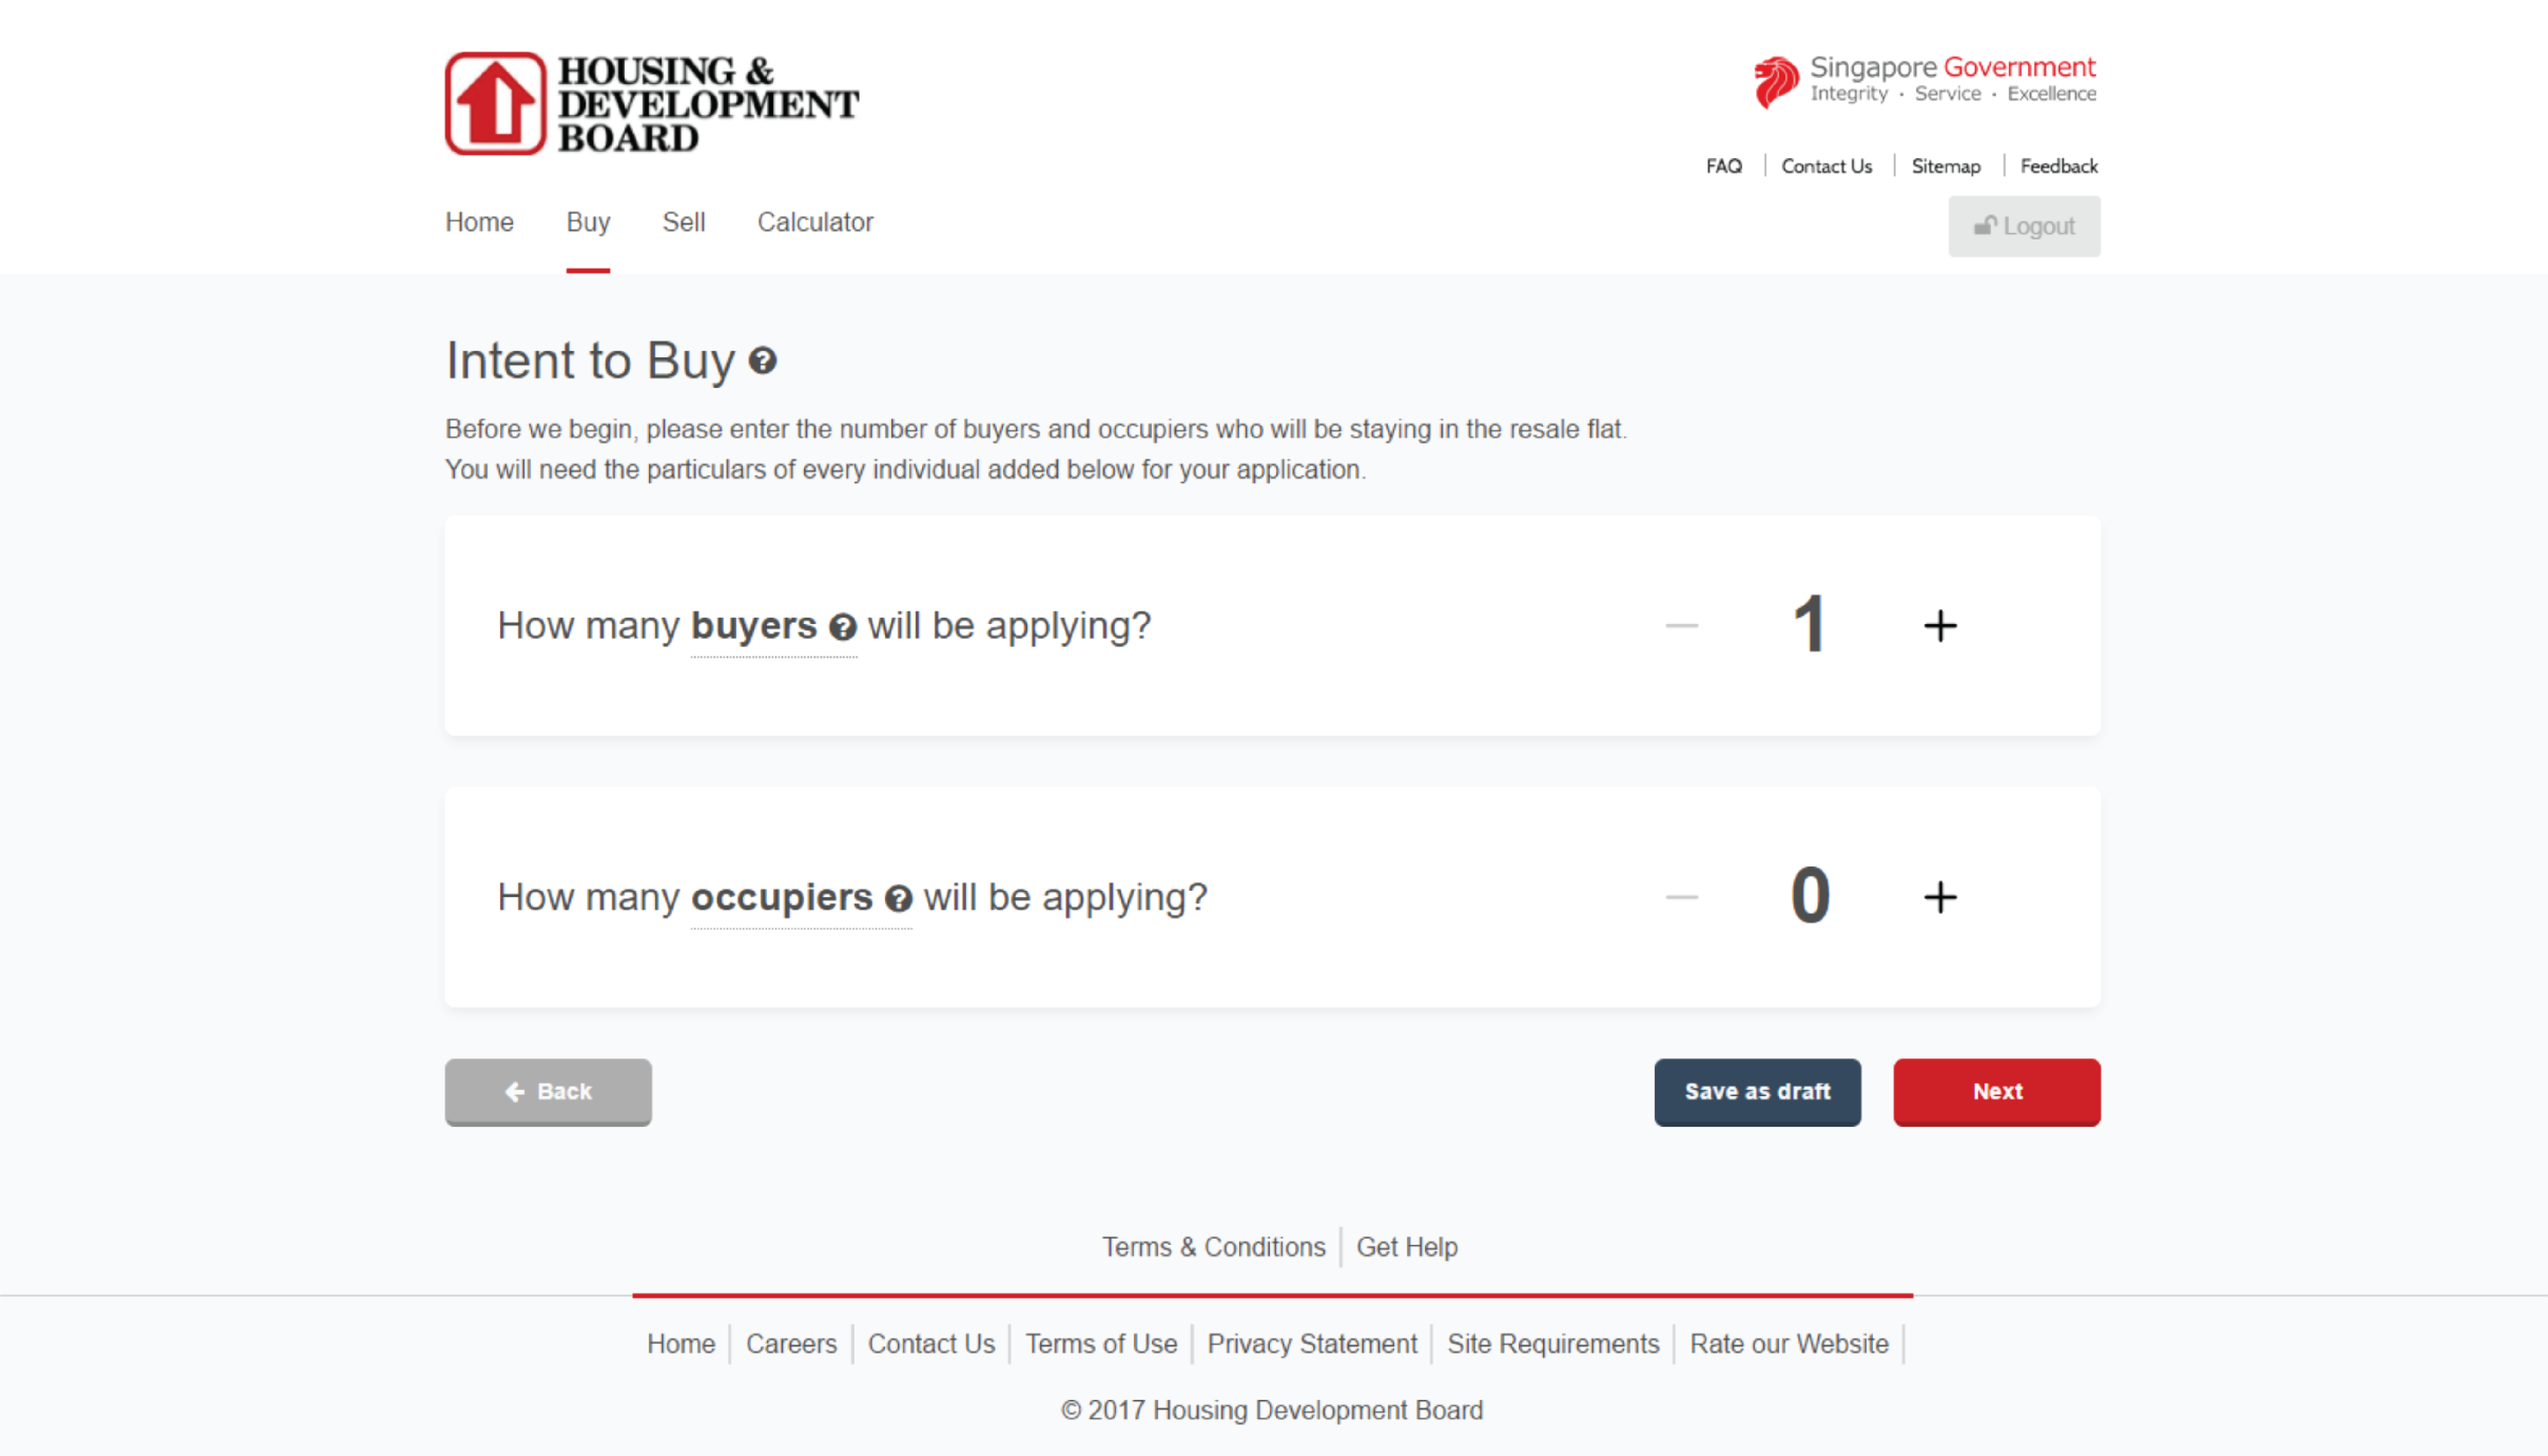 HOUSING &
DEVELOPMENT
BOARD
Singapore Government
Integrity · Service · Excellence
FAQ | Contact Us | Sitemap | Feedback
Home Buy Sell Calculator
Logout
Intent to Buy
Before we begin, please enter the number of buyers and occupiers who will be staying in the resale flat.
You will need the particulars of every individual added below for your application.
How many buyers will be applying? − 1 +
How many occupiers will be applying? − 0 +
Back
Save as draft
Next
Terms & Conditions | Get Help
Home | Careers | Contact Us | Terms of Use | Privacy Statement | Site Requirements | Rate our Website |
© 2017 Housing Development Board